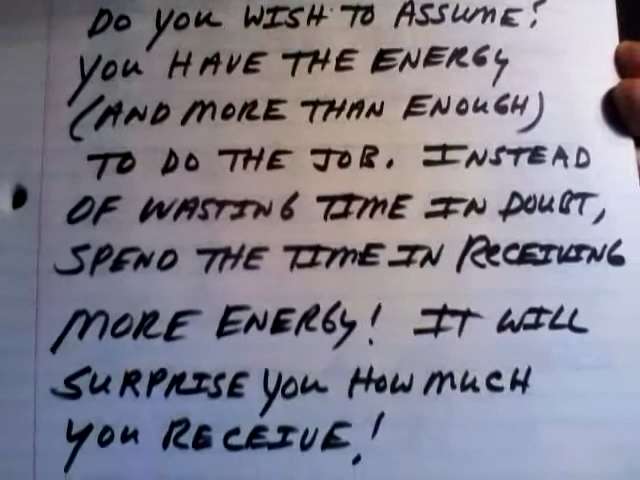 DO YOU WISH TO ASSUME?
YOU HAVE THE ENERGY
(AND MORE THAN ENOUGH)
TO DO THE JOB. INSTEAD
OF WASTING TIME IN DOUBT,
SPEND THE TIME IN RECEIVING
MORE ENERGY! IT WILL
SURPRISE YOU HOW MUCH
YOU RECEIVE!